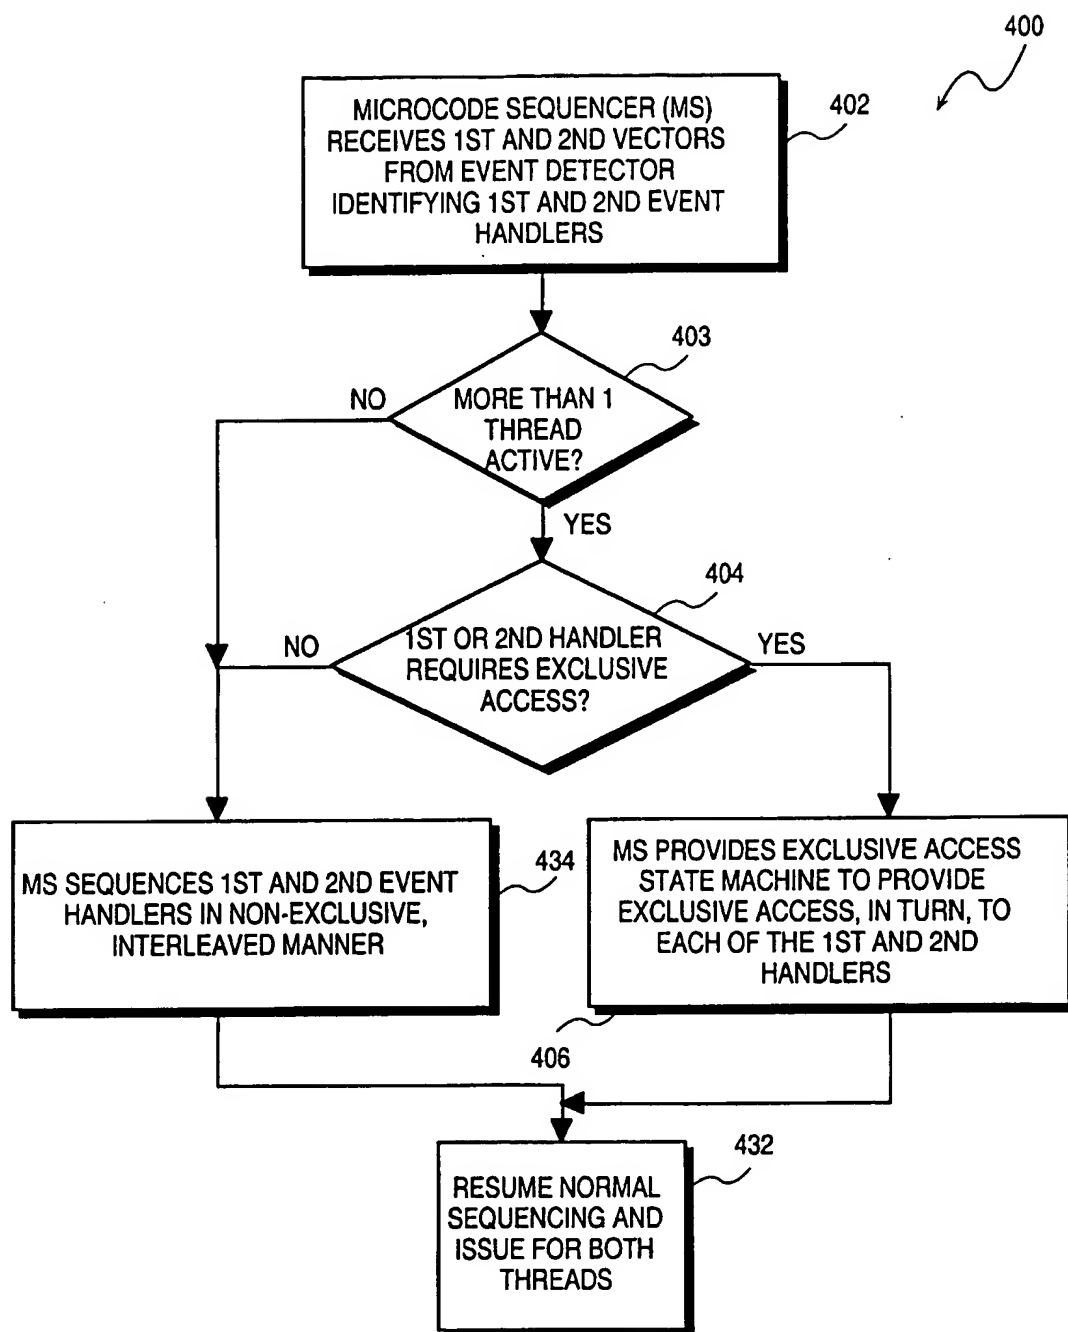 400
MICROCODE SEQUENCER (MS)
RECEIVES 1ST AND 2ND VECTORS
FROM EVENT DETECTOR
IDENTIFYING 1ST AND 2ND EVENT
HANDLERS
402
403
MORE THAN 1
THREAD
ACTIVE?
NO
YES
404
1ST OR 2ND HANDLER
REQUIRES EXCLUSIVE
ACCESS?
NO
YES
MS SEQUENCES 1ST AND 2ND EVENT
HANDLERS IN NON-EXCLUSIVE,
INTERLEAVED MANNER
434
MS PROVIDES EXCLUSIVE ACCESS
STATE MACHINE TO PROVIDE
EXCLUSIVE ACCESS, IN TURN, TO
EACH OF THE 1ST AND 2ND
HANDLERS
406
432
RESUME NORMAL
SEQUENCING AND
ISSUE FOR BOTH
THREADS